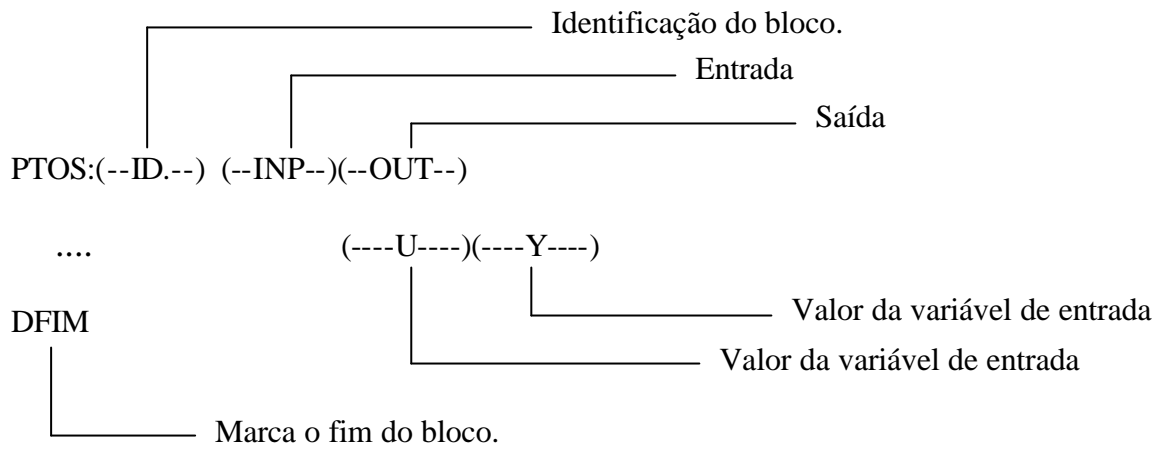 Identificação do bloco.
Entrada
Saída
PTOS:(--ID.--) (--INP--)(--OUT--)
.... (----U----)(----Y----)
Valor da variável de entrada
DFIM
Valor da variável de entrada
Marca o fim do bloco.